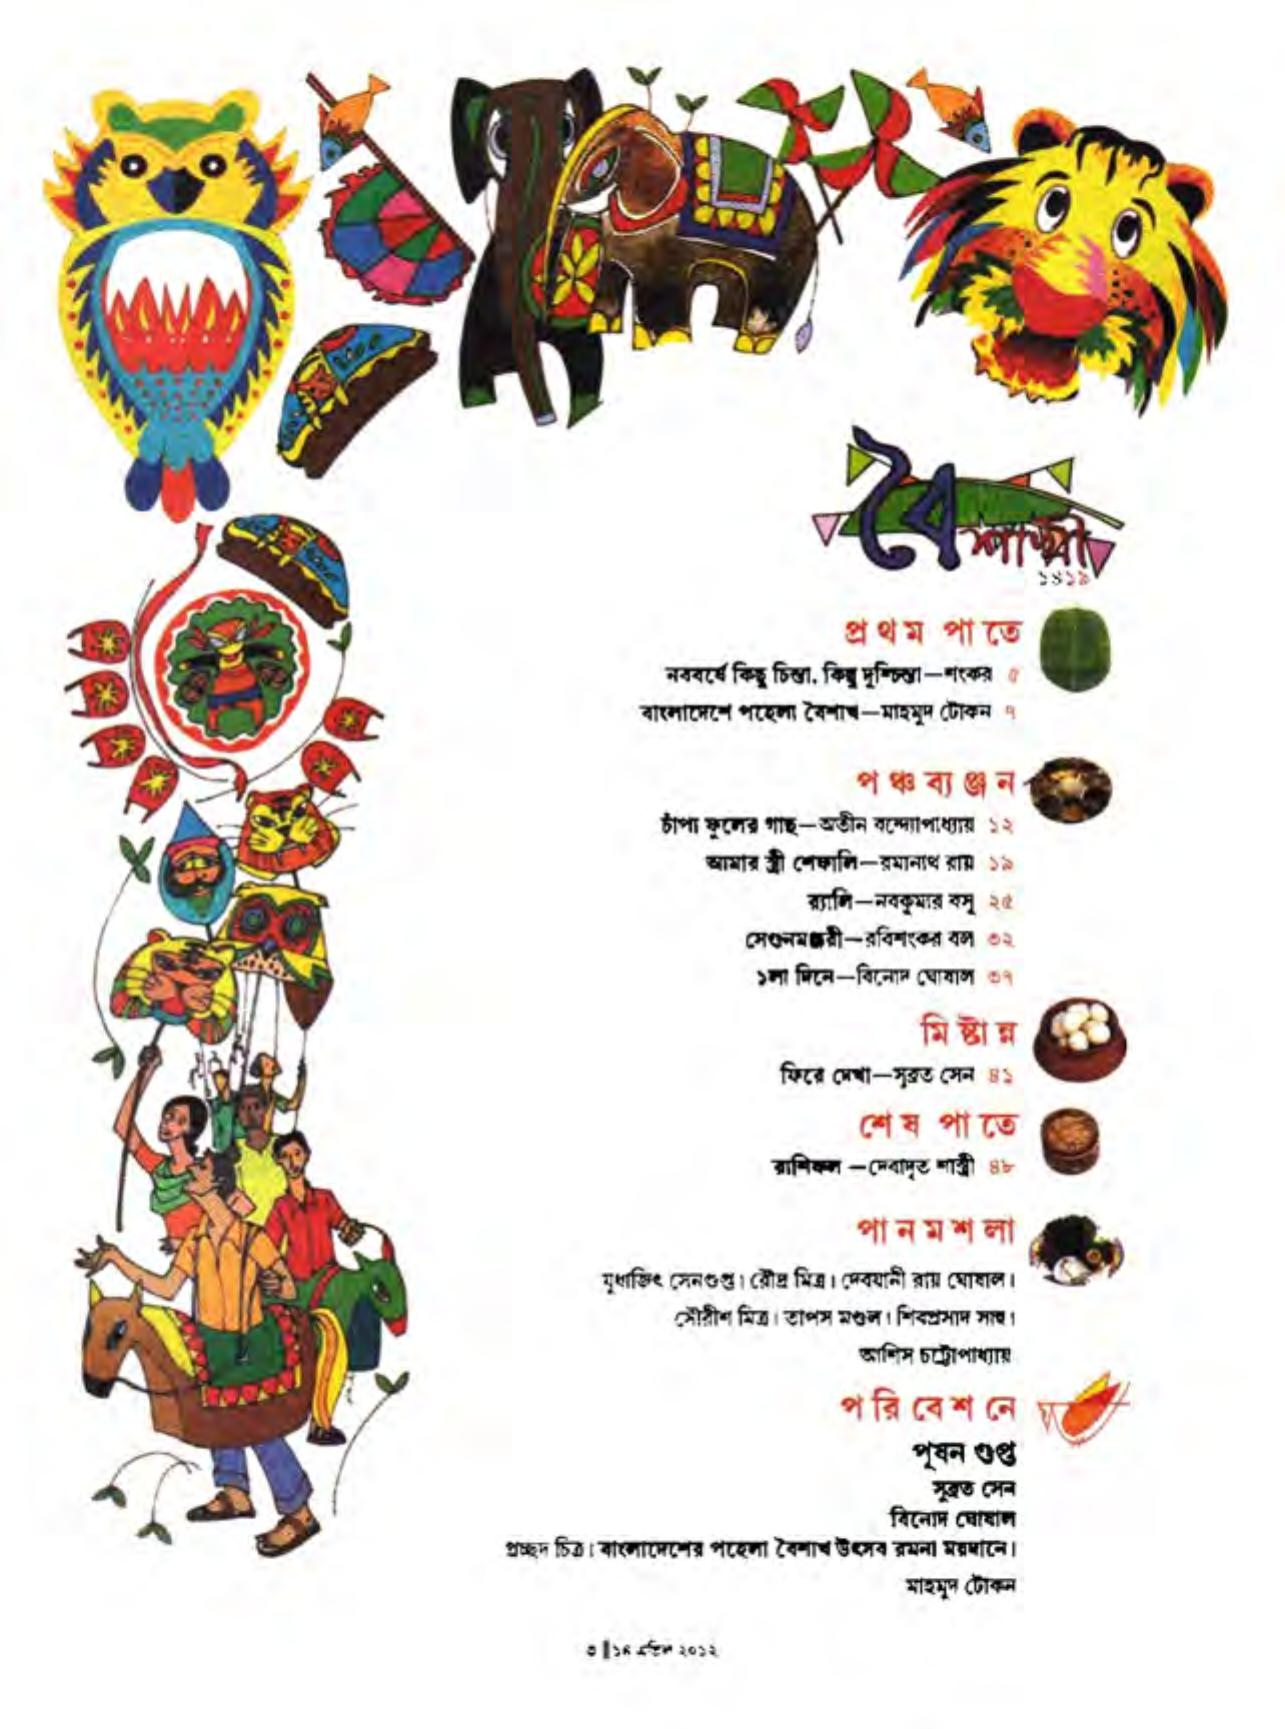 বৈশাখী
১৪১৯
প্রথম পাতে
নববর্ষে কিছু চিন্তা, কিছু দুশ্চিন্তা—শংকর ৫
বাংলাদেশে পহেলা বৈশাখ—মাহমুদ টোকন ৭
পঞ্চব্যঞ্জন
চাঁপা ফুলের গাছ—অতীন বন্দ্যোপাধ্যায় ১২
আমার স্ত্রী শেফালি—রমানাথ রায় ১৯
র‍্যালি—নবকুমার বসু ২৫
সেগুনমঞ্জরী—রবিশংকর বল ৩২
১লা দিনে—বিনোদ ঘোষাল ৩৭
মিষ্টান্ন
ফিরে দেখা—সুব্রত সেন ৪১
শেষ পাতে
রাশিফল —দেবাদৃত শাস্ত্রী ৪৮
পানমশলা
যুধাজিৎ সেনগুপ্ত। রৌদ্র মিত্র। দেবযানী রায় ঘোষাল।
সৌরীশ মিত্র। তাপস মণ্ডল। শিবপ্রসাদ সাহু।
আশিস চট্টোপাধ্যায়
পরিবেশনে
পূষন গুপ্ত
সুব্রত সেন
বিনোদ ঘোষাল
প্রচ্ছদ চিত্র। বাংলাদেশের পহেলা বৈশাখ উৎসব রমনা ময়দানে।
মাহমুদ টোকন
৩ ‖ ১৪ এপ্রিল ২০১২